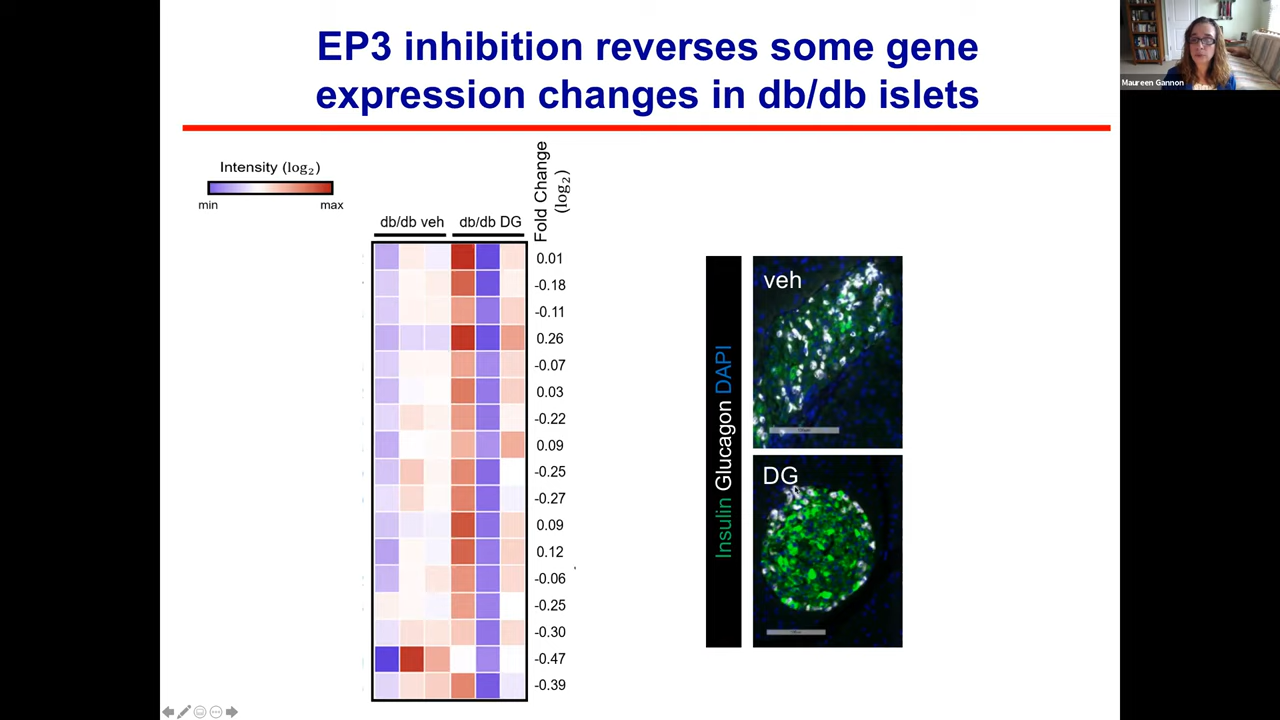 EP3 inhibition reverses some gene
expression changes in db/db islets
Maureen Gannon
Intensity (log₂)
min max
Fold Change
(log₂)
db/db veh db/db DG
0.01
-0.18
-0.11
0.26
-0.07
0.03
-0.22
0.09
-0.25
-0.27
0.09
0.12
-0.06
-0.25
-0.30
-0.47
-0.39
Insulin Glucagon DAPI
veh
DG